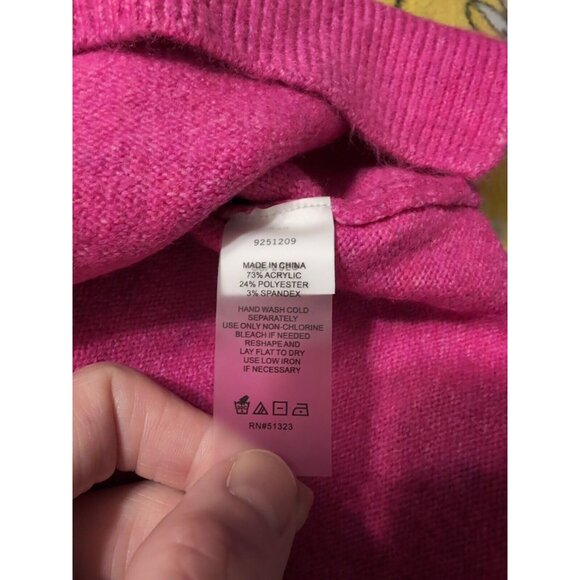 9251209
MADE IN CHINA
73% ACRYLIC
24% POLYESTER
3% SPANDEX
HAND WASH COLD
SEPARATELY
USE ONLY NON-CHLORINE
BLEACH IF NEEDED
RESHAPE AND
LAY FLAT TO DRY
USE LOW IRON
IF NECESSARY
RN#51323